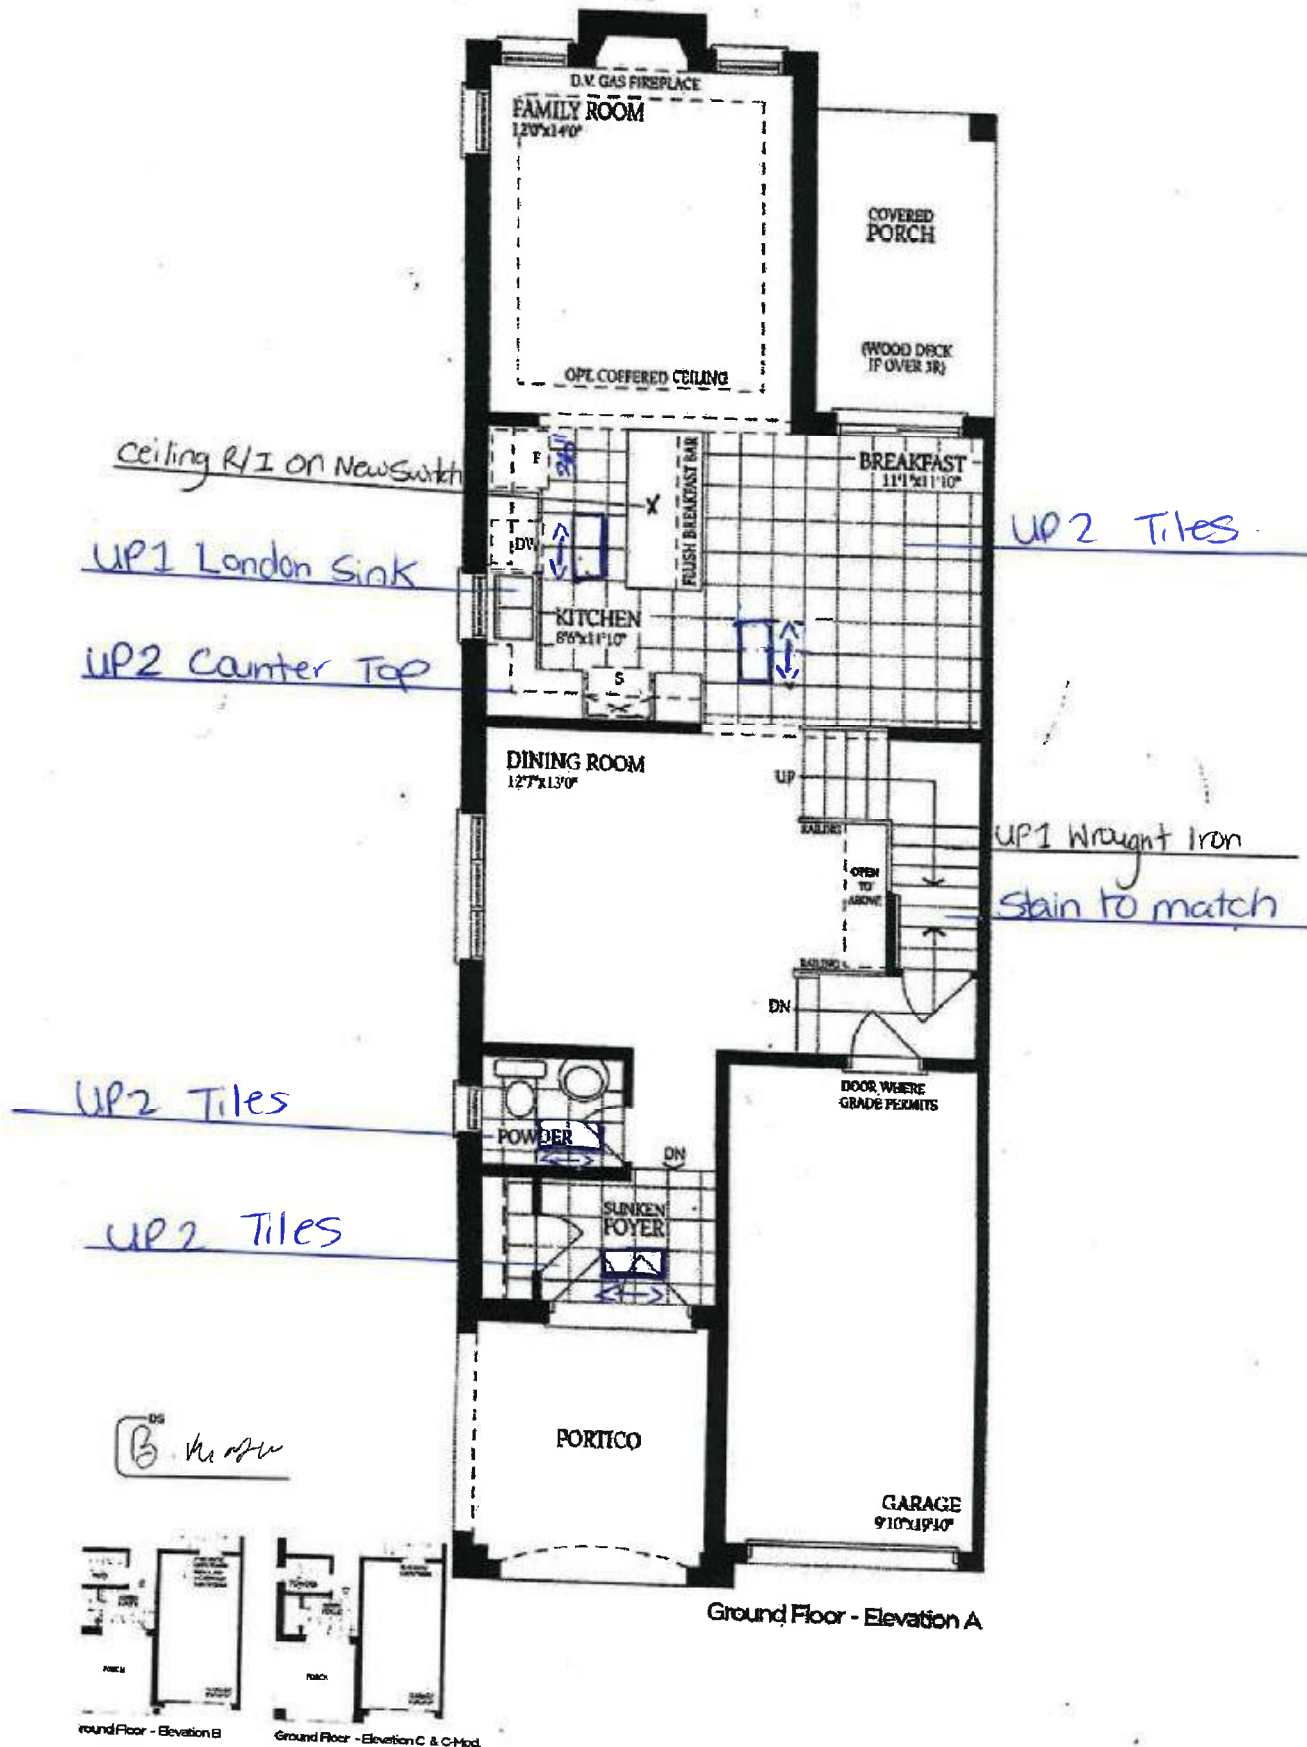 D.V. GAS FIREPLACE
FAMILY ROOM
12'0"x14'0"
COVERED
PORCH
(WOOD DECK
IF OVER 3R)
OPT. COFFERED CEILING
Ceiling R/I on New Switch
F
FLUSH BREAKFAST BAR
BREAKFAST
11'1"x11'10"
X
UP2 Tiles
DW
UP1 London Sink
KITCHEN
8'6"x11'10"
UP2 Counter Top
S
DINING ROOM
12'7"x13'0"
UP
RAILING
UP1 Wrought Iron
OPEN
TO
ABOVE
Stain to match
RAILING
DN
DOOR WHERE
GRADE PERMITS
UP2 Tiles
POWDER
DN
SUNKEN
FOYER
UP2 Tiles
DS
B.
PORTICO
GARAGE
9'10"x19'10"
Ground Floor - Elevation A
PORCH
PORCH
round Floor - Elevation B
Ground Floor - Elevation C & C-Mod.